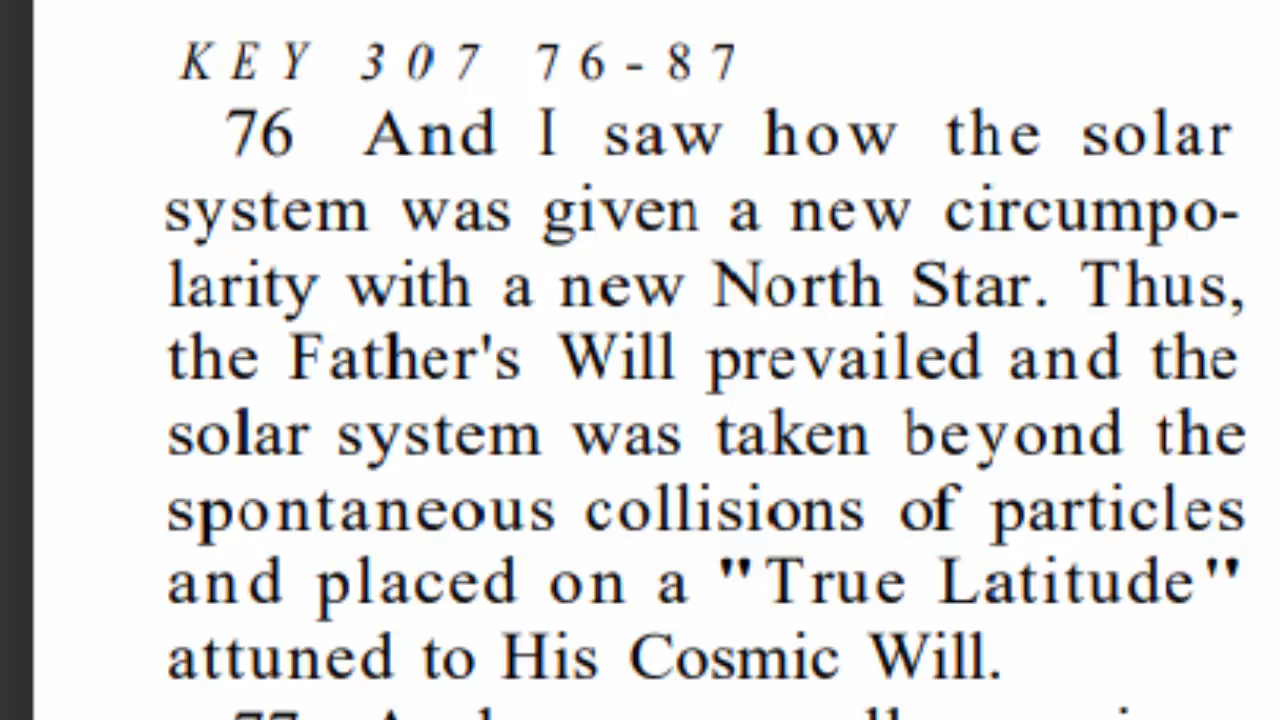 KEY 307 76-87
76 And I saw how the solar
system was given a new circumpo-
larity with a new North Star. Thus,
the Father's Will prevailed and the
solar system was taken beyond the
spontaneous collisions of particles
and placed on a "True Latitude"
attuned to His Cosmic Will.